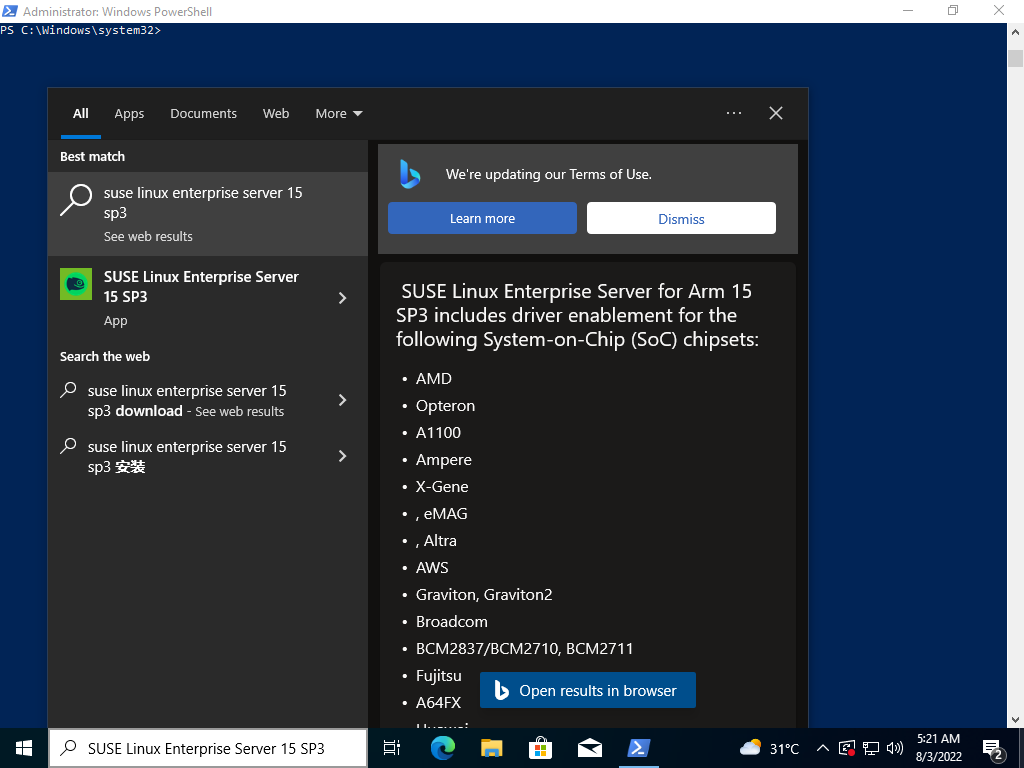 Administrator: Windows PowerShell
PS C:\Windows\system32>
All Apps Documents Web More
Best match
suse linux enterprise server 15
sp3
See web results
SUSE Linux Enterprise Server
15 SP3
App
Search the web
suse linux enterprise server 15
sp3 download - See web results
suse linux enterprise server 15
sp3 安装
We're updating our Terms of Use.
Learn more
Dismiss
SUSE Linux Enterprise Server for Arm 15
SP3 includes driver enablement for the
following System-on-Chip (SoC) chipsets:
• AMD
• Opteron
• A1100
• Ampere
• X-Gene
• , eMAG
• , Altra
• AWS
• Graviton, Graviton2
• Broadcom
• BCM2837/BCM2710, BCM2711
• Fujitsu
• A64FX
Huawei
Open results in browser
SUSE Linux Enterprise Server 15 SP3
31°C
5:21 AM
8/3/2022
2